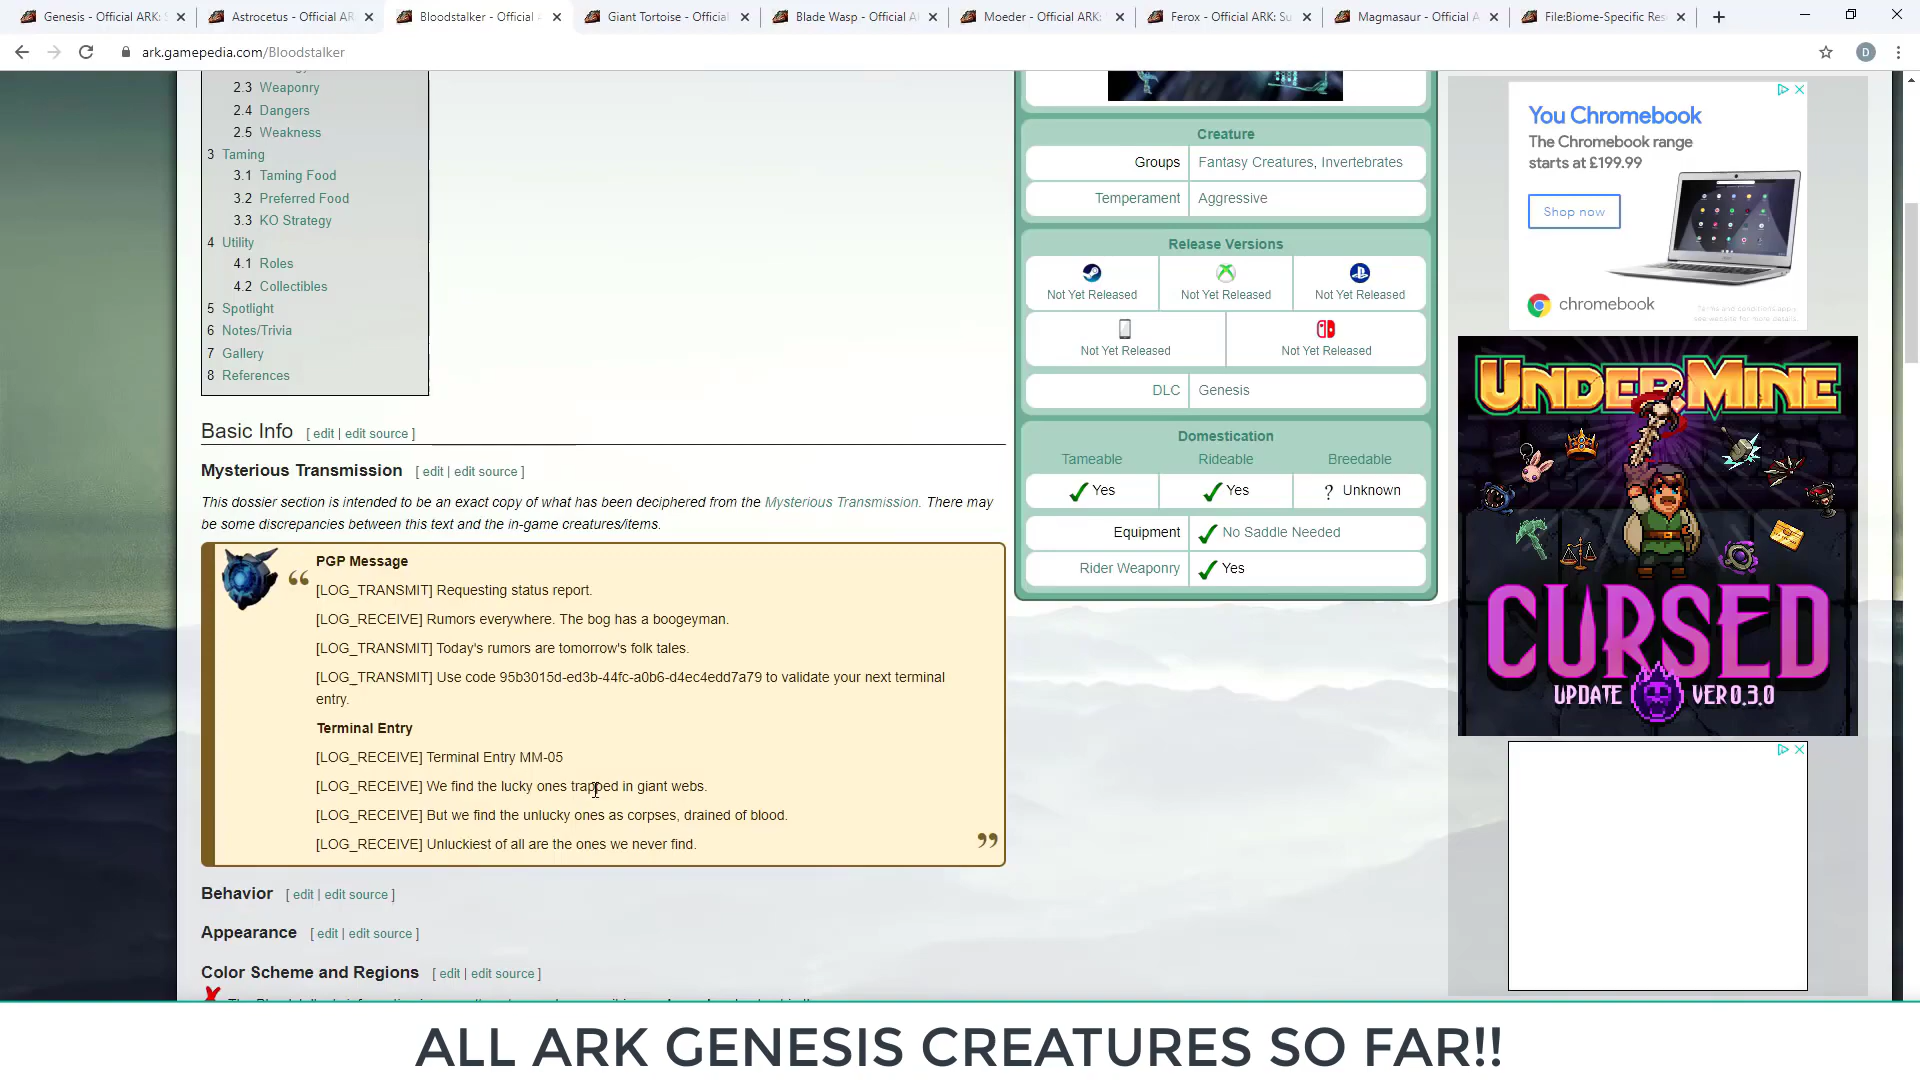 Genesis - Official ARK: S
Astrocetus - Official AR
Bloodstalker - Official
Giant Tortoise - Official
Blade Wasp - Official A
Moeder - Official ARK:
Ferox - Official ARK: Su
Magmasaur - Official A
File:Biome-Specific Res
ark.gamepedia.com/Bloodstalker
D
2.3 Weaponry
2.4 Dangers
2.5 Weakness
3 Taming
3.1 Taming Food
3.2 Preferred Food
3.3 KO Strategy
4 Utility
4.1 Roles
4.2 Collectibles
5 Spotlight
6 Notes/Trivia
7 Gallery
8 References
Basic Info [ edit | edit source ]
Mysterious Transmission [ edit | edit source ]
This dossier section is intended to be an exact copy of what has been deciphered from the Mysterious Transmission. There may
be some discrepancies between this text and the in-game creatures/items.
“ PGP Message
[LOG_TRANSMIT] Requesting status report.
[LOG_RECEIVE] Rumors everywhere. The bog has a boogeyman.
[LOG_TRANSMIT] Today's rumors are tomorrow's folk tales.
[LOG_TRANSMIT] Use code 95b3015d-ed3b-44fc-a0b6-d4ec4edd7a79 to validate your next terminal
entry.
Terminal Entry
[LOG_RECEIVE] Terminal Entry MM-05
[LOG_RECEIVE] We find the lucky ones trapped in giant webs.
[LOG_RECEIVE] But we find the unlucky ones as corpses, drained of blood.
[LOG_RECEIVE] Unluckiest of all are the ones we never find. ”
Behavior [ edit | edit source ]
Appearance [ edit | edit source ]
Color Scheme and Regions [ edit | edit source ]
Creature
Groups Fantasy Creatures, Invertebrates
Temperament Aggressive
Release Versions
Not Yet Released Not Yet Released Not Yet Released
Not Yet Released Not Yet Released
DLC Genesis
Domestication
Tameable Rideable Breedable
Yes Yes ? Unknown
Equipment No Saddle Needed
Rider Weaponry Yes
You Chromebook
The Chromebook range
starts at £199.99
Shop now
chromebook
Terms and conditions apply
see website for more details.
UNDERMINE
CURSED
UPDATE VER 0.3.0
ALL ARK GENESIS CREATURES SO FAR!!